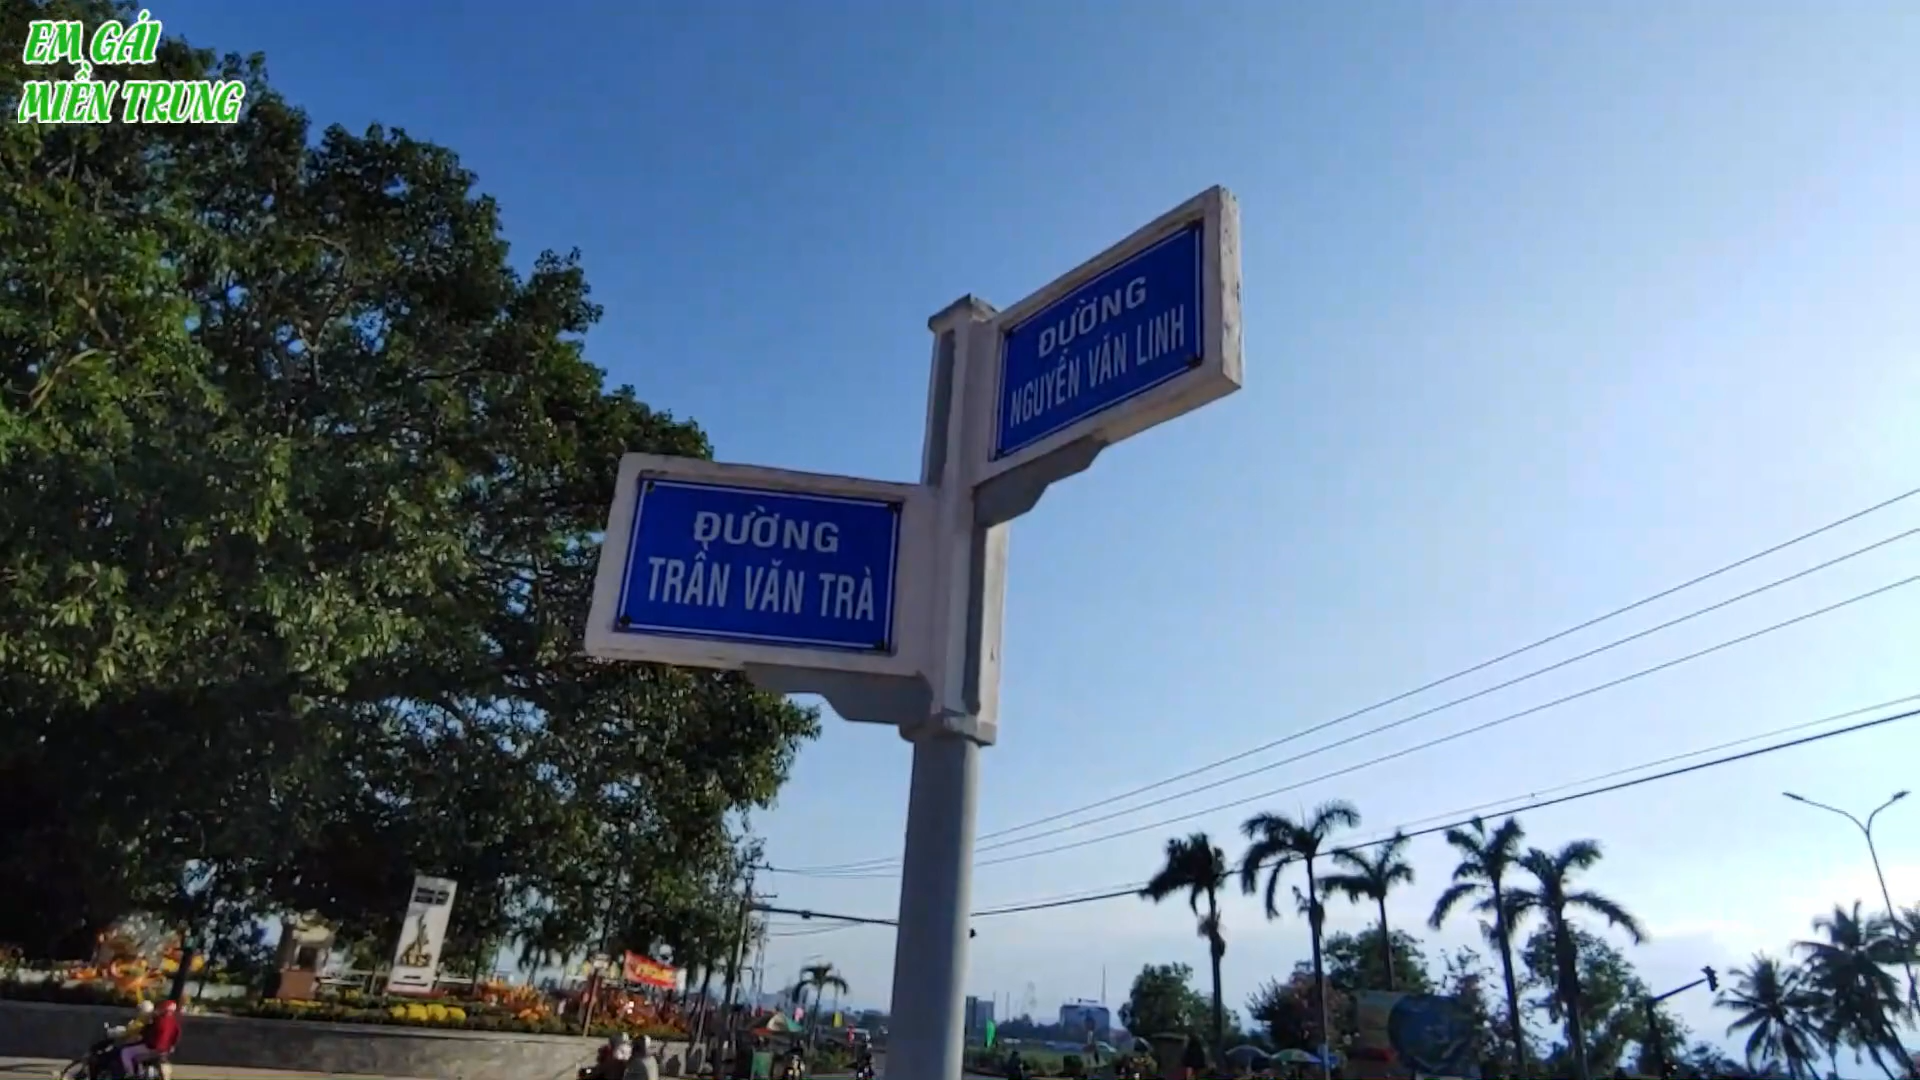 EM GÁI
MIỀN TRUNG
ĐƯỜNG
NGUYỄN VĂN LINH
ĐƯỜNG
TRẦN VĂN TRÀ